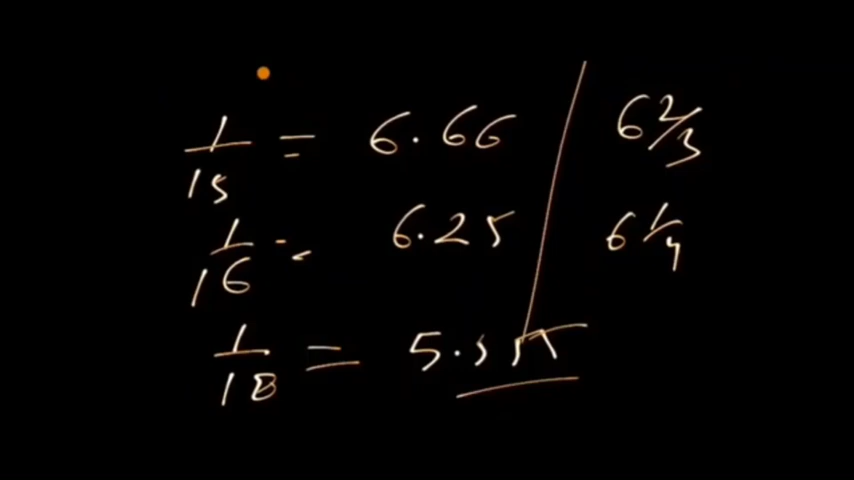 1/15 = 6.66 / 6 2/3
1/16 = 6.25 6 1/4
1/18 = 5.55